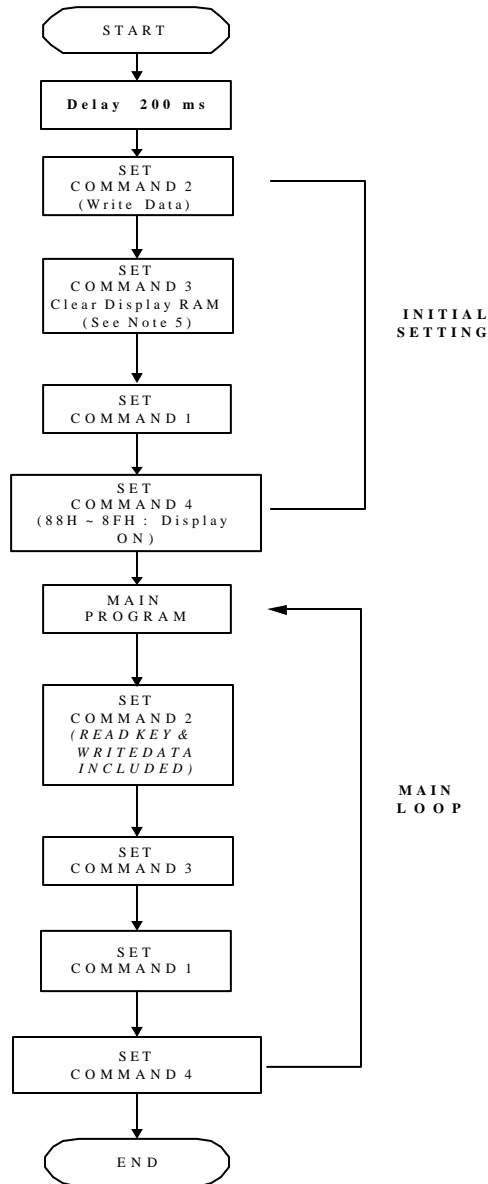 START
Delay 200 ms
SET
COMMAND 2
(Write Data)
SET
COMMAND 3
Clear Display RAM
(See Note 5)
SET
COMMAND 1
SET
COMMAND 4
(88H ~ 8FH : Display
ON)
INITIAL
SETTING
MAIN
PROGRAM
SET
COMMAND 2
(READ KEY &
WRITE DATA
INCLUDED)
SET
COMMAND 3
SET
COMMAND 1
SET
COMMAND 4
MAIN
LOOP
END